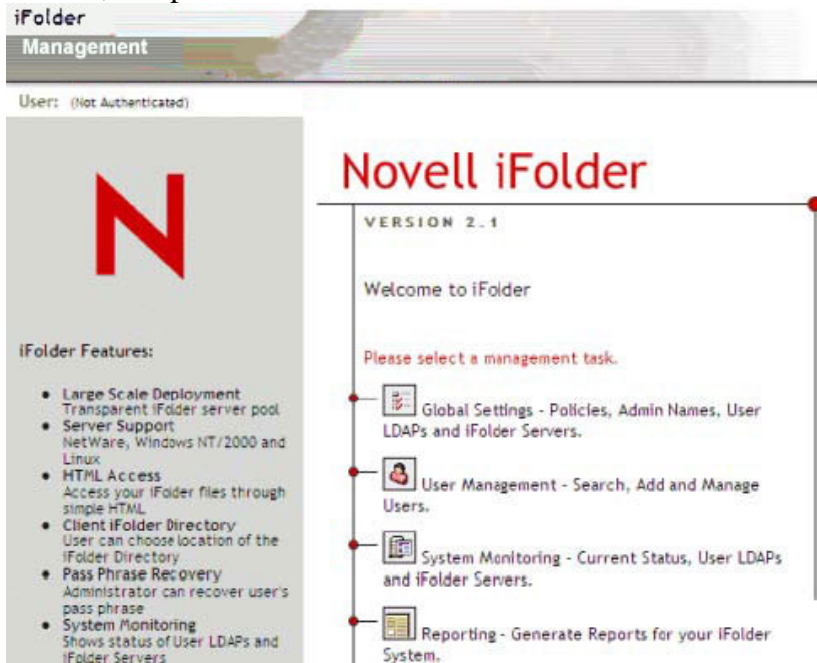 iFolder
Management
User: (Not Authenticated)
N
iFolder Features:
• Large Scale Deployment
Transparent iFolder server pool
• Server Support
NetWare, Windows NT/2000 and
Linux
• HTML Access
Access your iFolder files through
simple HTML
• Client iFolder Directory
User can choose location of the
iFolder Directory
• Pass Phrase Recovery
Administrator can recover user's
pass phrase
• System Monitoring
Shows status of User LDAPs and
iFolder Servers
Novell iFolder
VERSION 2.1
Welcome to iFolder
Please select a management task.
Global Settings - Policies, Admin Names, User
LDAPs and iFolder Servers.
User Management - Search, Add and Manage
Users.
System Monitoring - Current Status, User LDAPs
and iFolder Servers.
Reporting - Generate Reports for your iFolder
System.